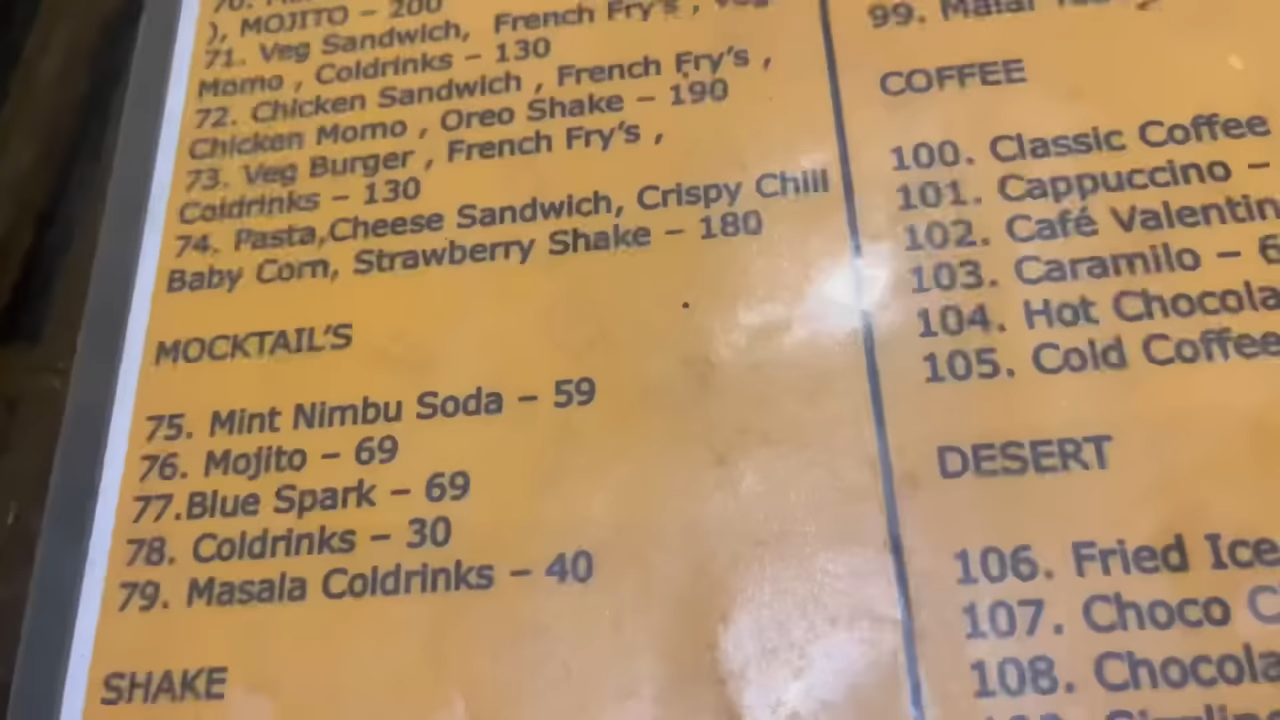 ), MOJITO – 200
71. Veg Sandwich, French Fry's , Veg
Momo , Coldrinks – 130
72. Chicken Sandwich , French Fry's ,
Chicken Momo , Oreo Shake – 190
73. Veg Burger , French Fry's ,
Coldrinks – 130
74. Pasta,Cheese Sandwich, Crispy Chill
Baby Corn, Strawberry Shake – 180
MOCKTAIL'S
75. Mint Nimbu Soda – 59
76. Mojito – 69
77.Blue Spark – 69
78. Coldrinks – 30
79. Masala Coldrinks – 40
SHAKE
99. Malai
COFFEE
100. Classic Coffee
101. Cappuccino –
102. Café Valentin
103. Caramilo – 6
104. Hot Chocola
105. Cold Coffee
DESERT
106. Fried Ice
107. Choco C
108. Chocola